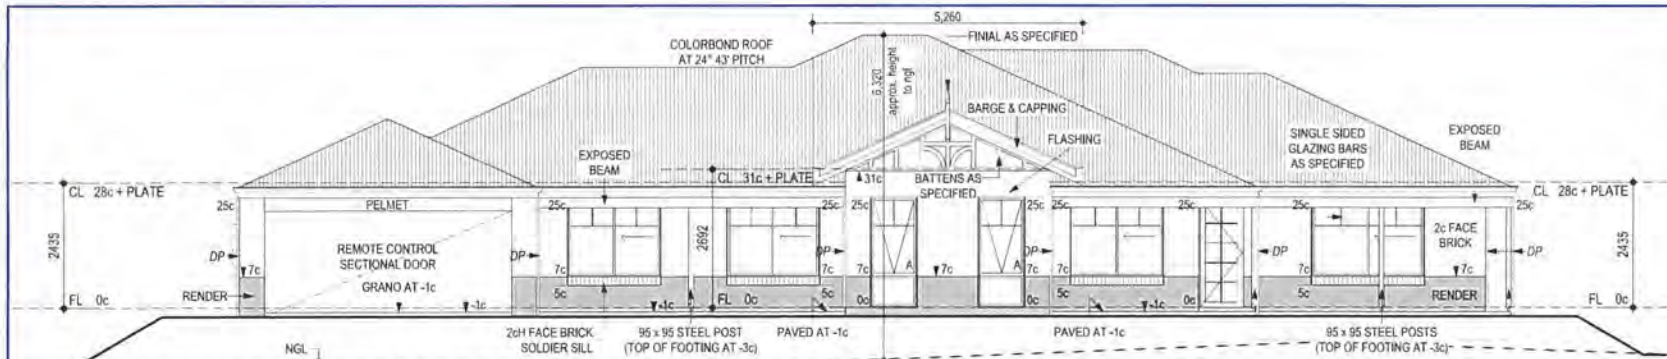 5,260
FINIAL AS SPECIFIED
COLORBOND ROOF
AT 24° 43' PITCH
6,320
approx. height
to ngf
BARGE & CAPPING
FLASHING
SINGLE SIDED
GLAZING BARS
AS SPECIFIED
EXPOSED
BEAM
EXPOSED
BEAM
CL 28c + PLATE
CL 31c + PLATE
31c
BATTENS AS
SPECIFIED
CL 28c + PLATE
25c
PELMET
25c
25c
25c
25c
25c
25c
2435
2692
2435
REMOTE CONTROL
SECTIONAL DOOR
GRANO AT -1c
2c FACE
BRICK
DP
DP
DP
DP
DP
DP
7c
7c
7c
7c
7c
7c
7c
7c
A
A
RENDER
5c
5c
5c
5c
RENDER
FL 0c
-1c
-1c
FL 0c
0c
0c
-1c
0c
FL 0c
2cH FACE BRICK
SOLDIER SILL
95 x 95 STEEL POST
(TOP OF FOOTING AT -3c)
PAVED AT -1c
PAVED AT -1c
95 x 95 STEEL POSTS
(TOP OF FOOTING AT -3c)
NGL